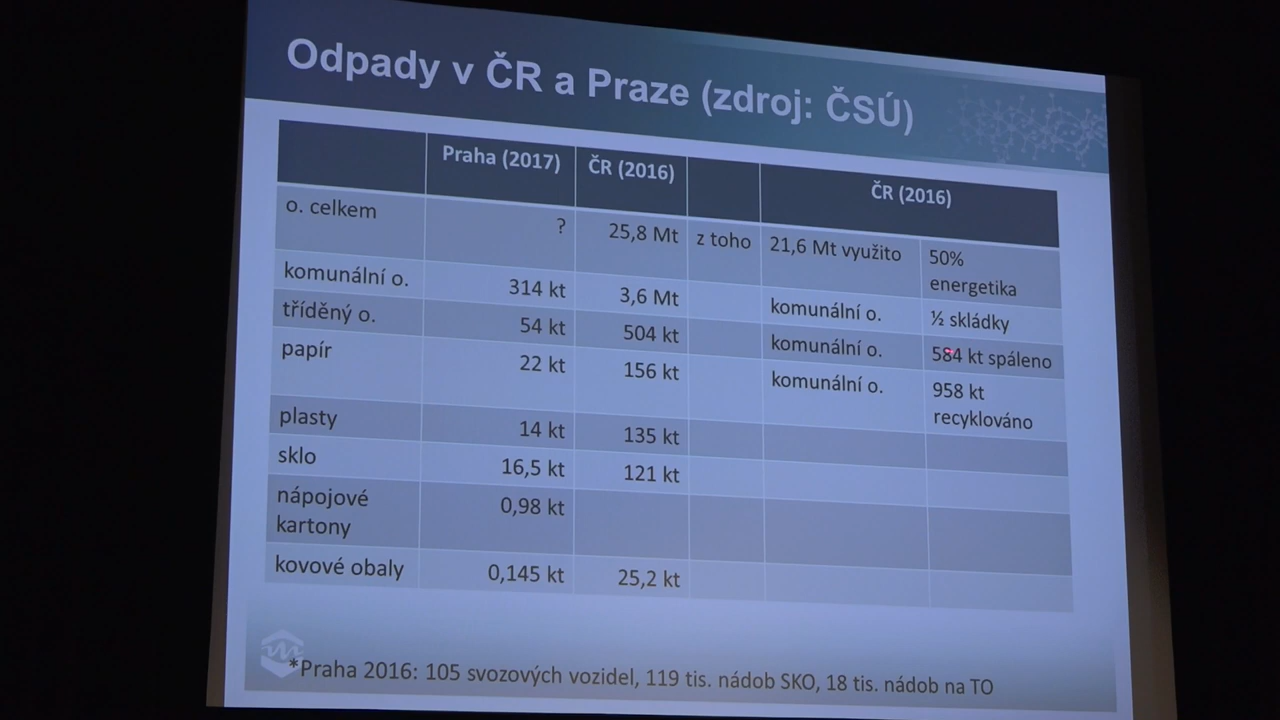 Odpady v ČR a Praze (zdroj: ČSÚ)
Praha (2017) ČR (2016) ČR (2016)
o. celkem ? 25,8 Mt z toho 21,6 Mt využito 50%
energetika
komunální o. 314 kt 3,6 Mt komunální o. ½ skládky
tříděný o. 54 kt 504 kt komunální o. 584 kt spáleno
papír 22 kt 156 kt komunální o. 958 kt
recyklováno
plasty 14 kt 135 kt
sklo 16,5 kt 121 kt
nápojové 0,98 kt
kartony
kovové obaly 0,145 kt 25,2 kt
*Praha 2016: 105 svozových vozidel, 119 tis. nádob SKO, 18 tis. nádob na TO